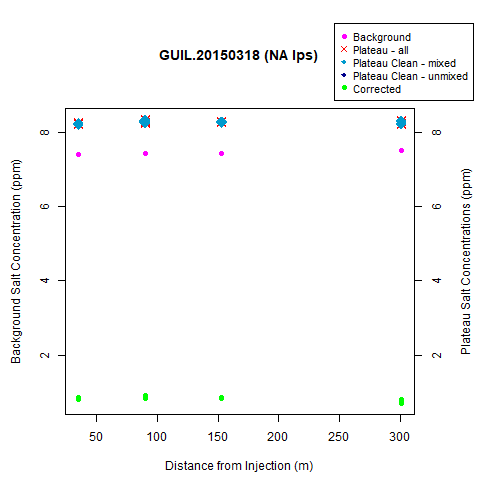 GUIL.20150318 (NA lps)
Background
Plateau - all
Plateau Clean - mixed
Plateau Clean - unmixed
Corrected
Background Salt Concentration (ppm)
8
6
4
2
8
6
4
2
Plateau Salt Concentrations (ppm)
50 100 150 200 250 300
Distance from Injection (m)